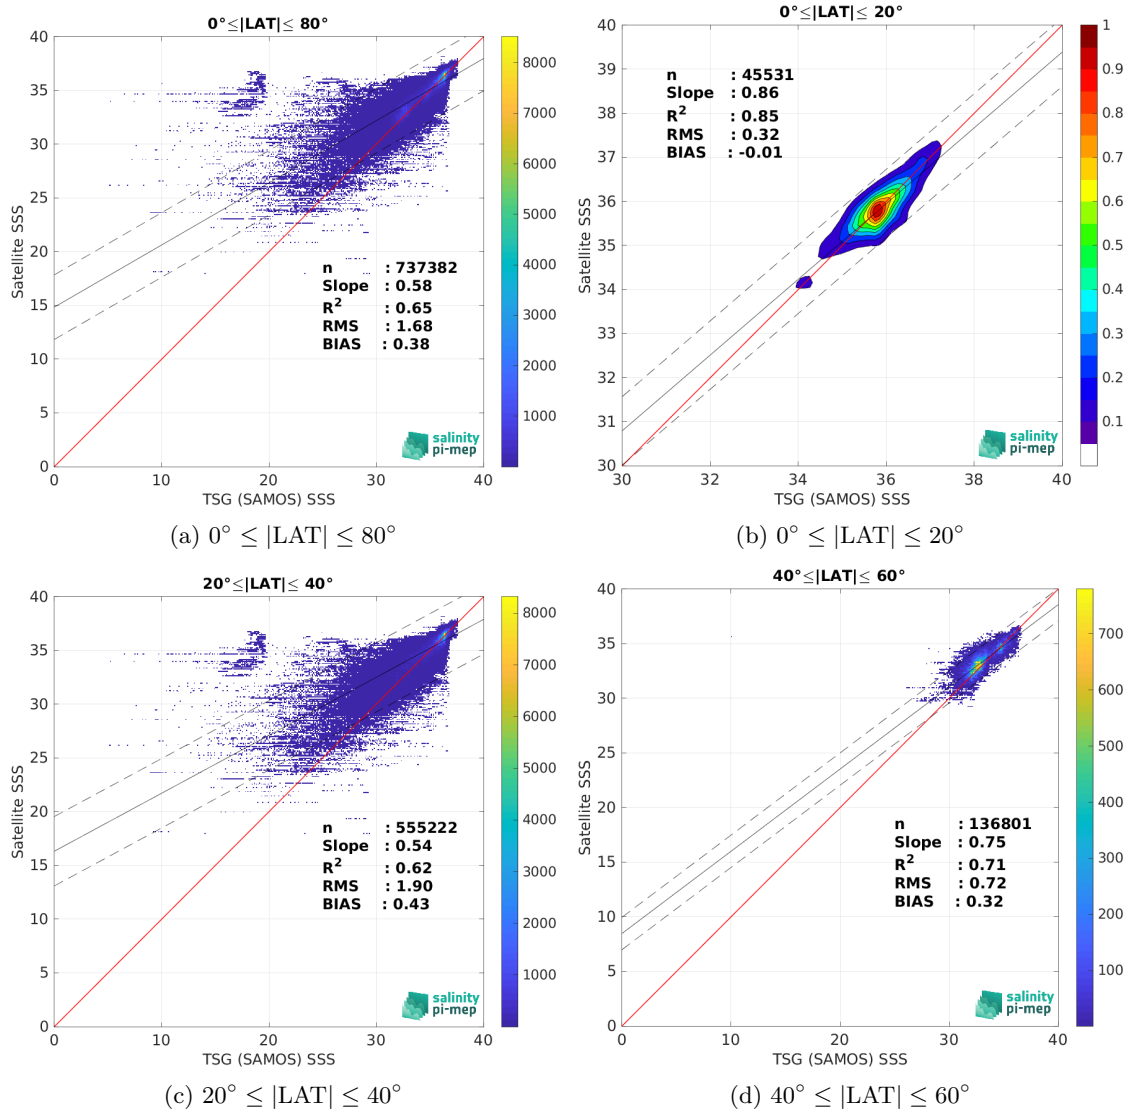 0°≤|LAT|≤ 80°
40
35
30
25
20
15
10
5
0
Satellite SSS
n : 737382
Slope : 0.58
R² : 0.65
RMS : 1.68
BIAS : 0.38
salinity
pi-mep
0 10 20 30 40
TSG (SAMOS) SSS
8000
7000
6000
5000
4000
3000
2000
1000
(a) 0° ≤ |LAT| ≤ 80°
0°≤|LAT|≤ 20°
40
39
38
37
36
35
34
33
32
31
30
Satellite SSS
n : 45531
Slope : 0.86
R² : 0.85
RMS : 0.32
BIAS : -0.01
salinity
pi-mep
30 32 34 36 38 40
TSG (SAMOS) SSS
1
0.9
0.8
0.7
0.6
0.5
0.4
0.3
0.2
0.1
(b) 0° ≤ |LAT| ≤ 20°
20°≤|LAT|≤ 40°
40
35
30
25
20
15
10
5
0
Satellite SSS
n : 555222
Slope : 0.54
R² : 0.62
RMS : 1.90
BIAS : 0.43
salinity
pi-mep
0 10 20 30 40
TSG (SAMOS) SSS
8000
7000
6000
5000
4000
3000
2000
1000
(c) 20° ≤ |LAT| ≤ 40°
40°≤|LAT|≤ 60°
40
35
30
25
20
15
10
5
0
Satellite SSS
n : 136801
Slope : 0.75
R² : 0.71
RMS : 0.72
BIAS : 0.32
salinity
pi-mep
0 10 20 30 40
TSG (SAMOS) SSS
700
600
500
400
300
200
100
(d) 40° ≤ |LAT| ≤ 60°